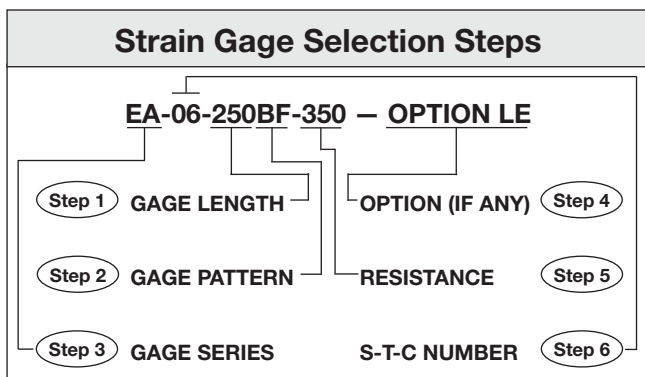 Strain Gage Selection Steps
EA-06-250BF-350 — OPTION LE
Step 1 GAGE LENGTH
OPTION (IF ANY) Step 4
Step 2 GAGE PATTERN
RESISTANCE Step 5
Step 3 GAGE SERIES
S-T-C NUMBER Step 6